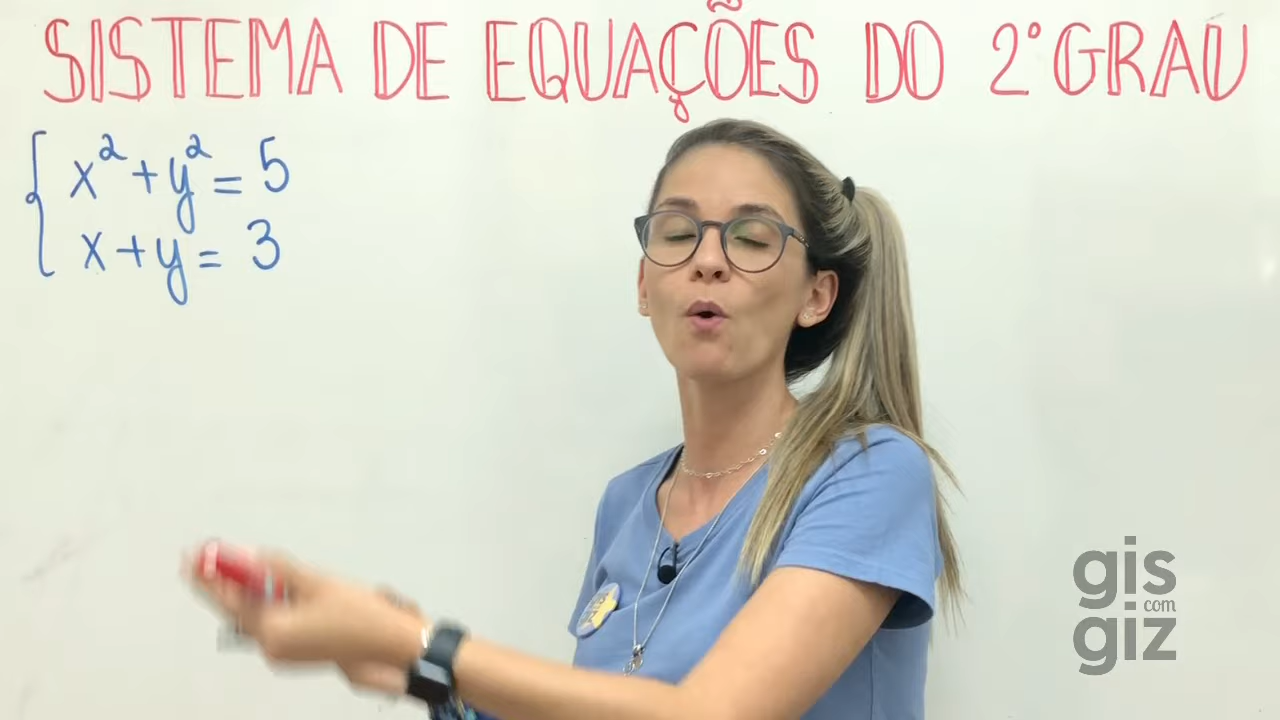 SISTEMA DE EQUAÇÕES DO 2° GRAU
x² + y² = 5
x + y = 3
gis
com
giz